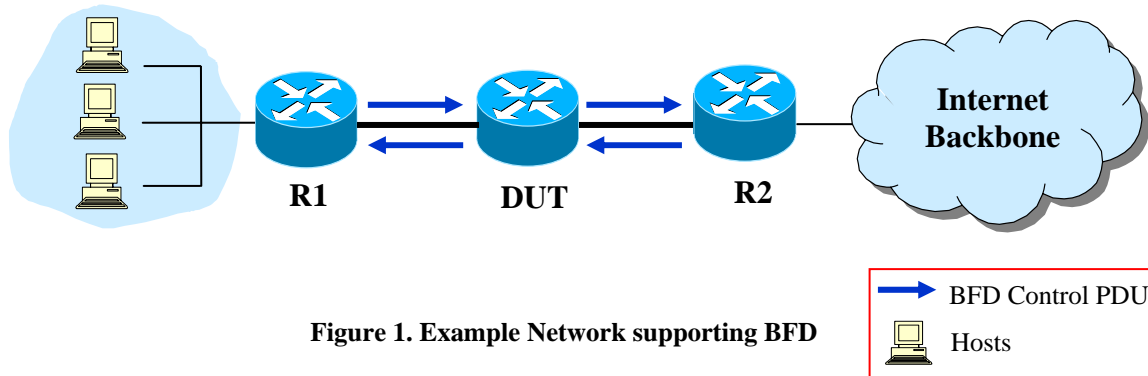 Internet
Backbone
R1
DUT
R2
BFD Control PDU
Hosts
Figure 1. Example Network supporting BFD